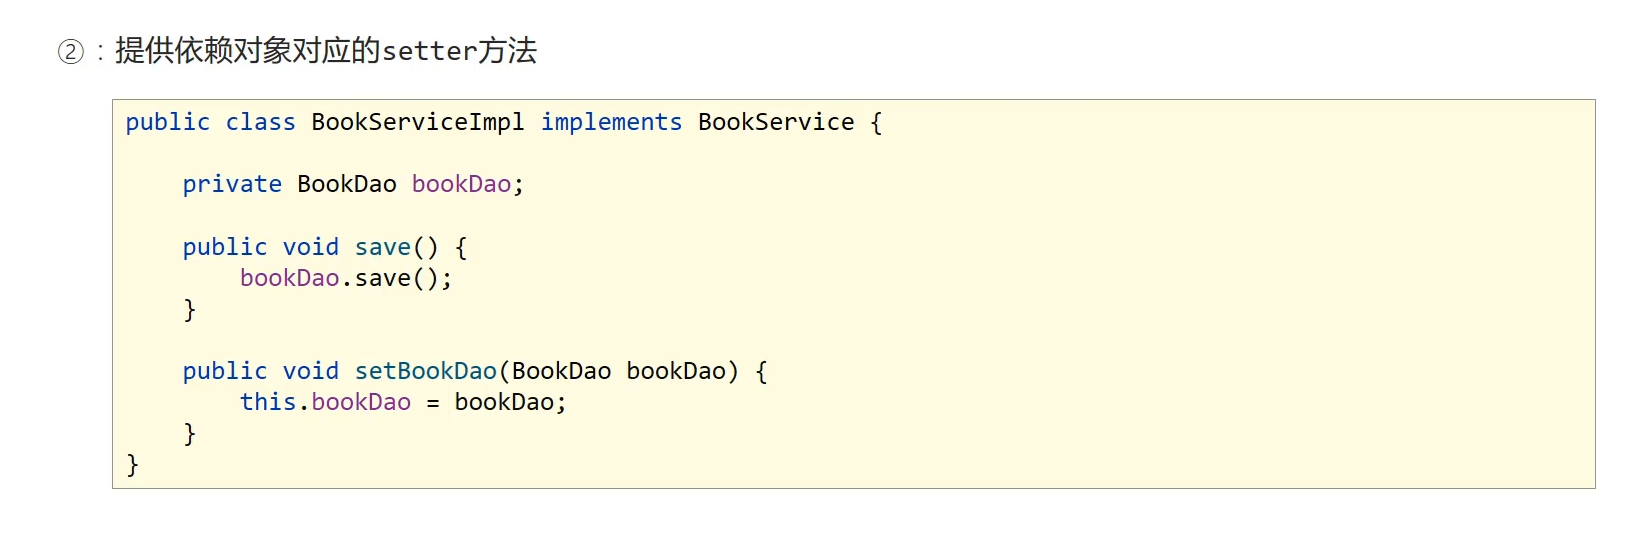 ②：提供依赖对象对应的setter方法
public class BookServiceImpl implements BookService {
    private BookDao bookDao;
    public void save() {
        bookDao.save();
    }
    public void setBookDao(BookDao bookDao) {
        this.bookDao = bookDao;
    }
}